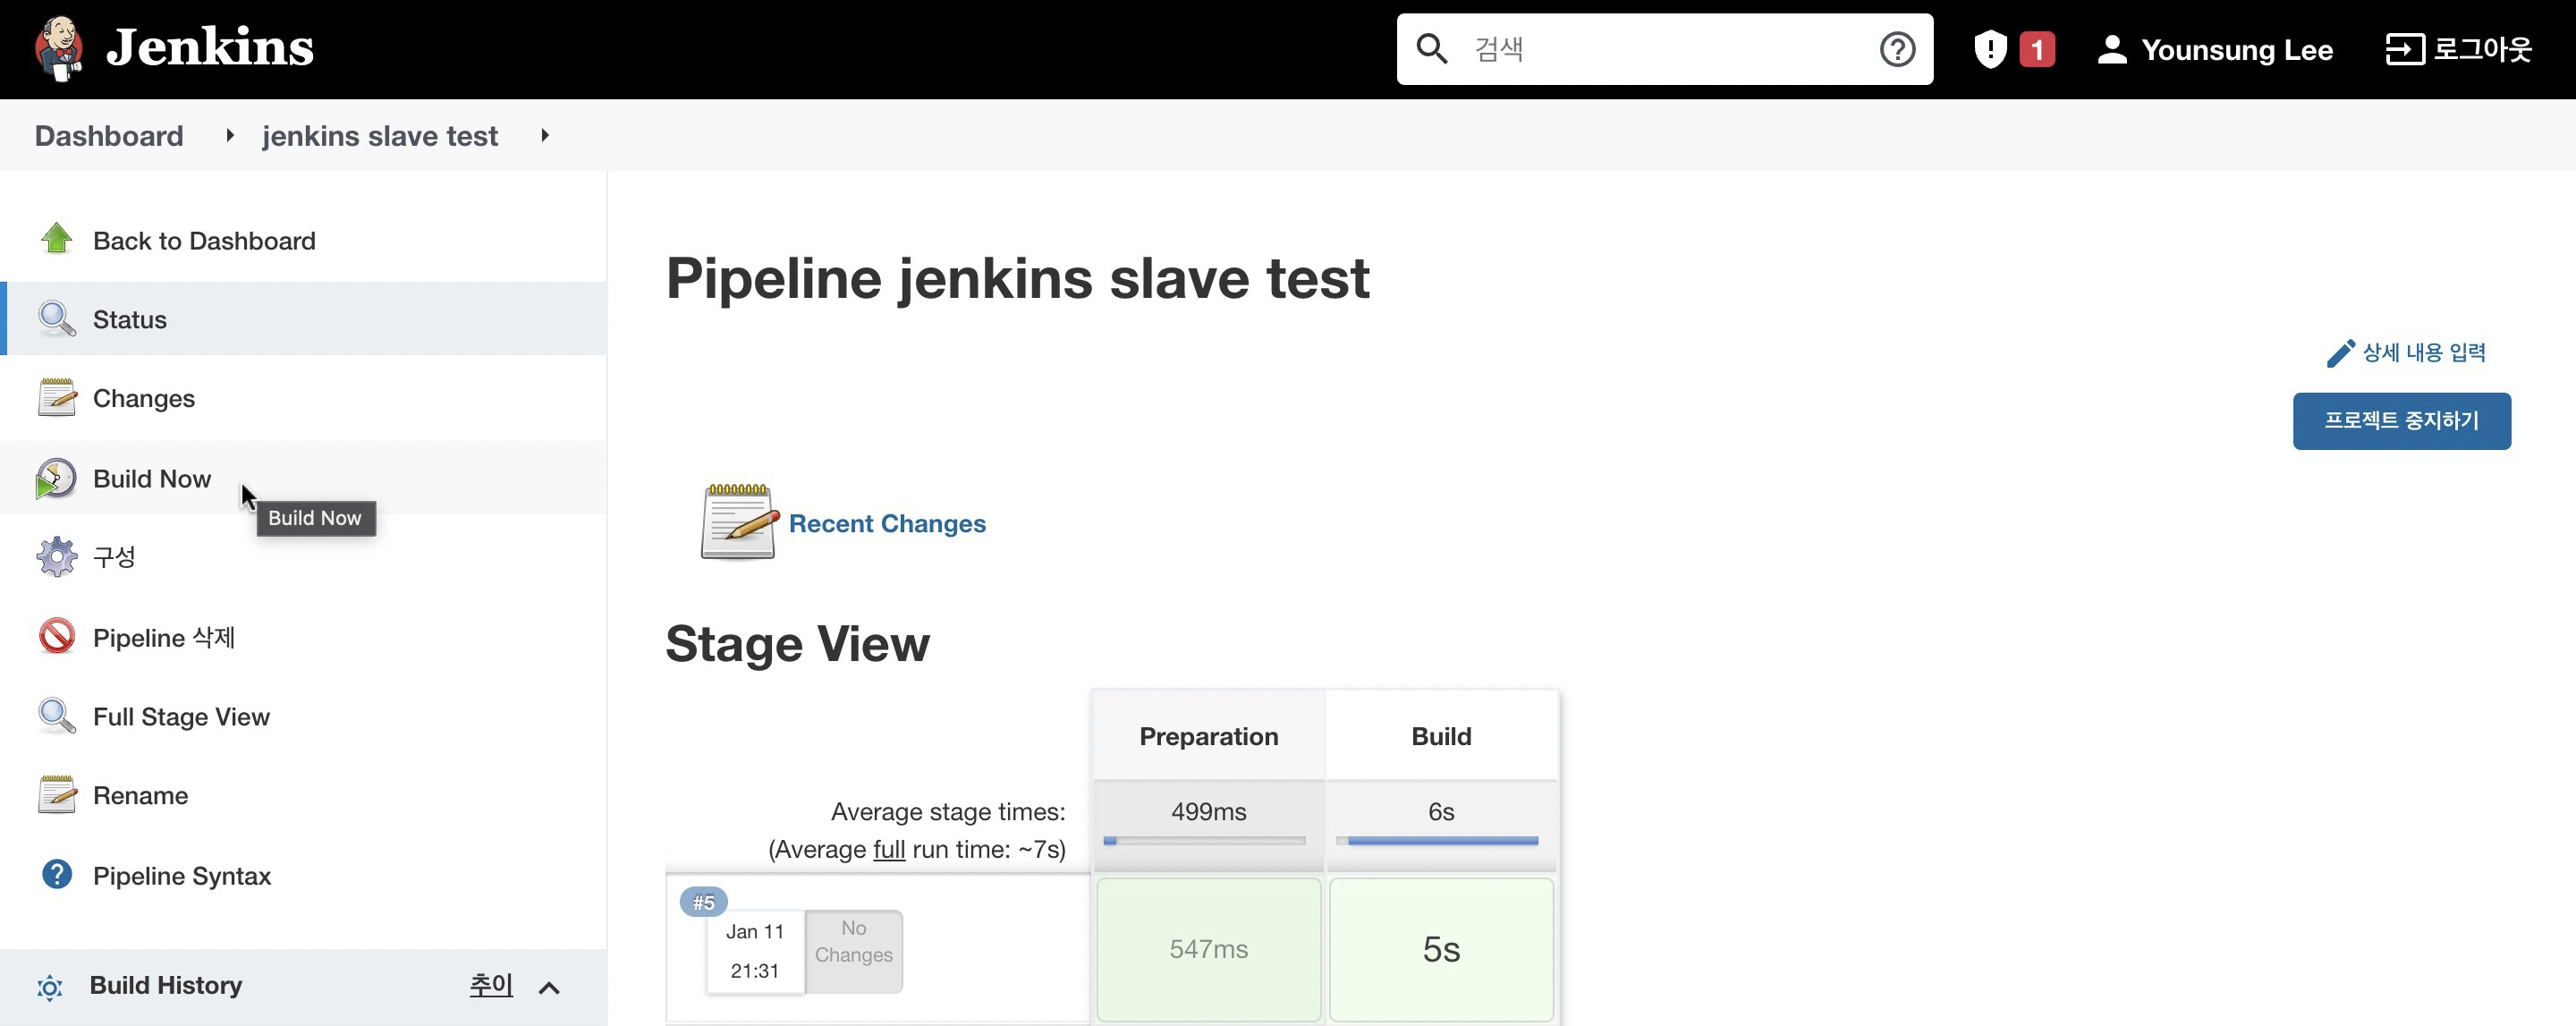 Jenkins
검색
1
Younsung Lee
로그아웃
Dashboard
jenkins slave test
Back to Dashboard
Status
Changes
Build Now
Build Now
구성
Pipeline 삭제
Full Stage View
Rename
Pipeline Syntax
Build History
추이
Pipeline jenkins slave test
상세 내용 입력
프로젝트 중지하기
Recent Changes
Stage View
Preparation
Build
Average stage times:
(Average full run time: ~7s)
499ms
6s
#5
Jan 11
21:31
No
Changes
547ms
5s